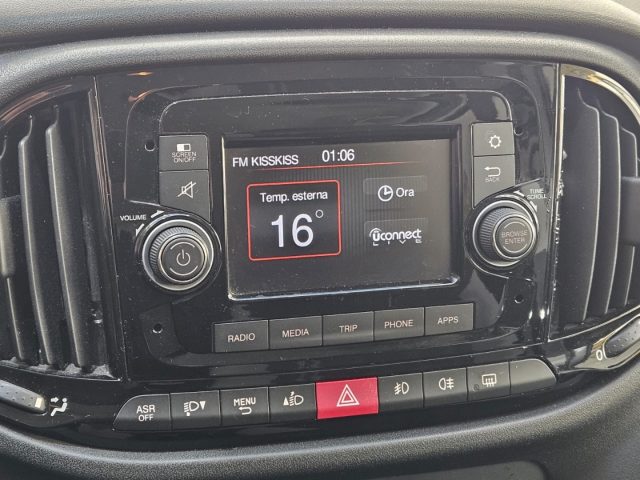 SCREEN
ON/OFF
FM KISSKISS 01:06
BACK
Temp. esterna
16°
Ora
uconnect
LIVE
VOLUME
TUNE
SCROLL
BROWSE
ENTER
RADIO
MEDIA
TRIP
PHONE
APPS
ASR
OFF
MENU
0